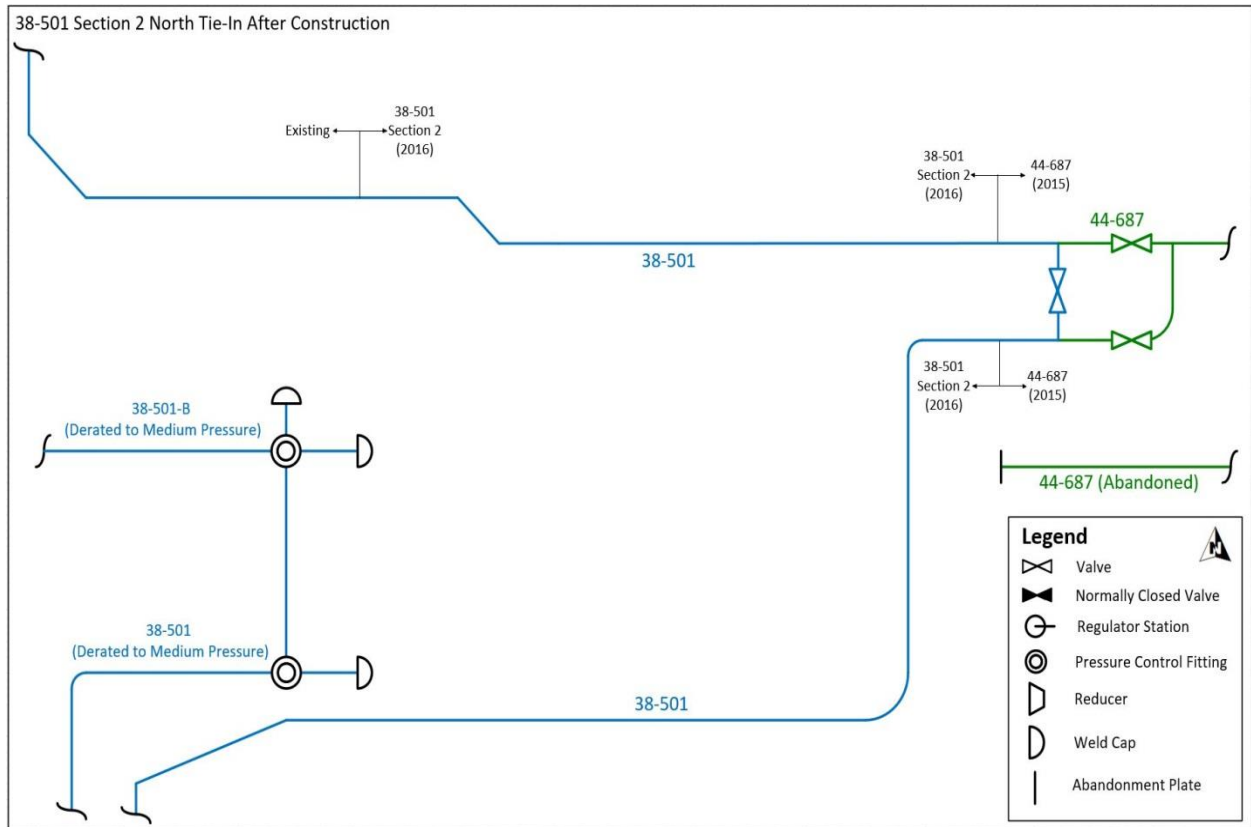 38-501 Section 2 North Tie-In After Construction
38-501
Existing
Section 2
(2016)
38-501
Section 2
(2016)
44-687
(2015)
44-687
38-501
38-501
Section 2
(2016)
44-687
(2015)
38-501-B
(Derated to Medium Pressure)
44-687 (Abandoned)
38-501
(Derated to Medium Pressure)
38-501
Legend
N
Valve
Normally Closed Valve
Regulator Station
Pressure Control Fitting
Reducer
Weld Cap
Abandonment Plate